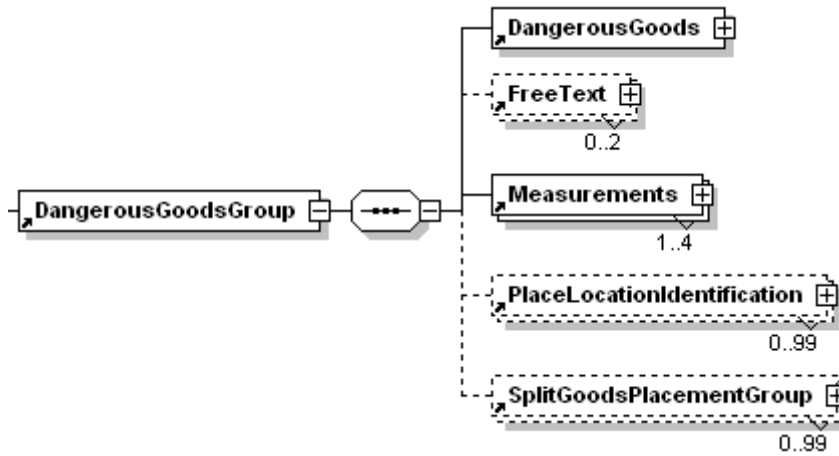 DangerousGoods
FreeText
0..2
DangerousGoodsGroup
Measurements
1..4
PlaceLocationIdentification
0..99
SplitGoodsPlacementGroup
0..99